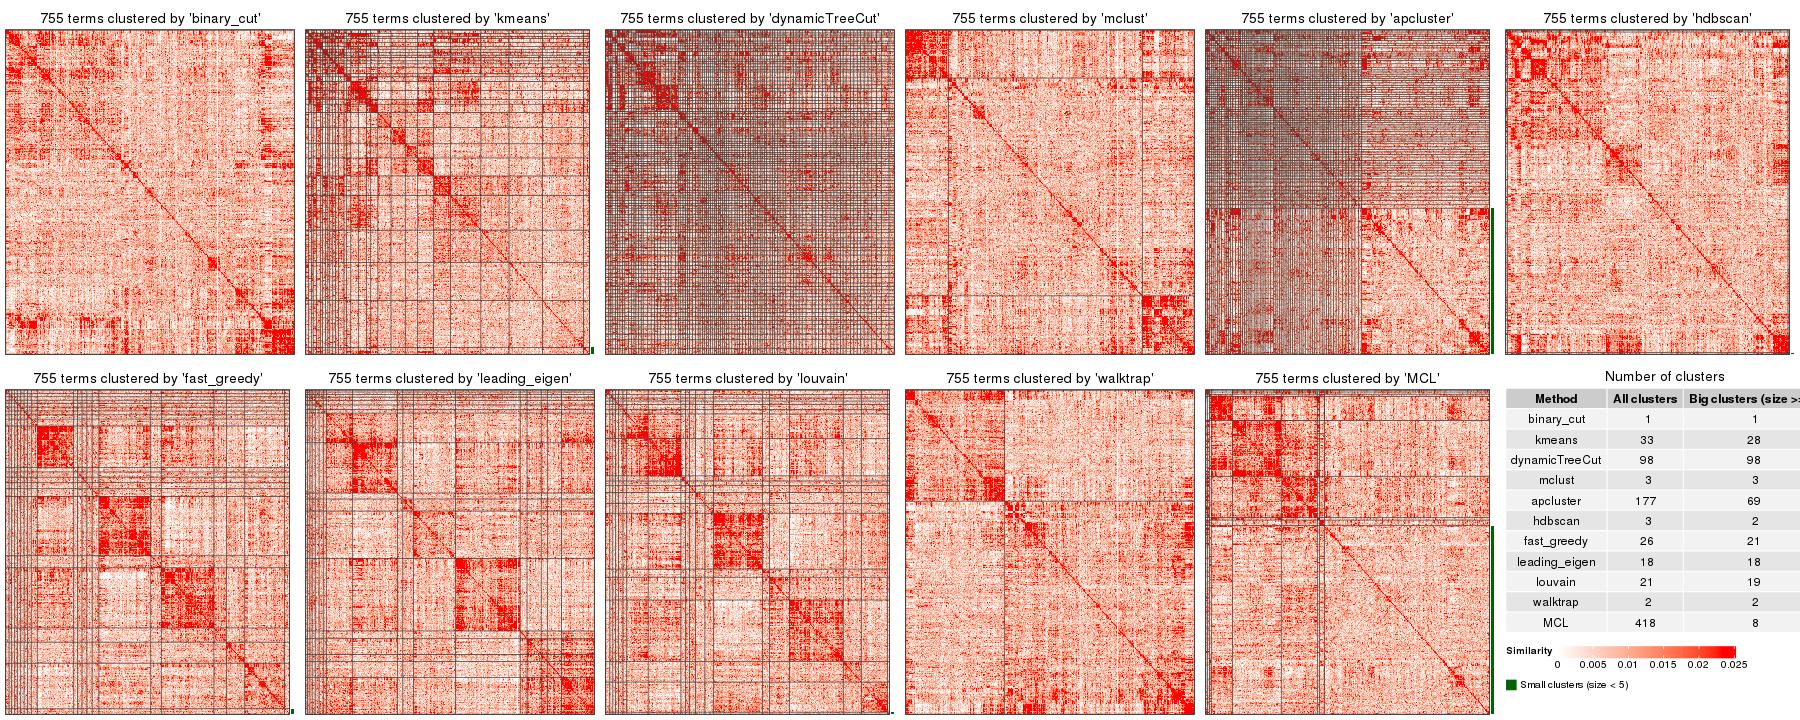 755 terms clustered by 'binary_cut'
755 terms clustered by 'kmeans'
755 terms clustered by 'dynamicTreeCut'
755 terms clustered by 'mclust'
755 terms clustered by 'apcluster'
755 terms clustered by 'hdbscan'
755 terms clustered by 'fast_greedy'
755 terms clustered by 'leading_eigen'
755 terms clustered by 'louvain'
755 terms clustered by 'walktrap'
755 terms clustered by 'MCL'
Number of clusters
Method All clusters Big clusters (size >=
binary_cut 1 1
kmeans 33 28
dynamicTreeCut 98 98
mclust 3 3
apcluster 177 69
hdbscan 3 2
fast_greedy 26 21
leading_eigen 18 18
louvain 21 19
walktrap 2 2
MCL 418 8
Similarity
0 0.005 0.01 0.015 0.02 0.025
Small clusters (size < 5)